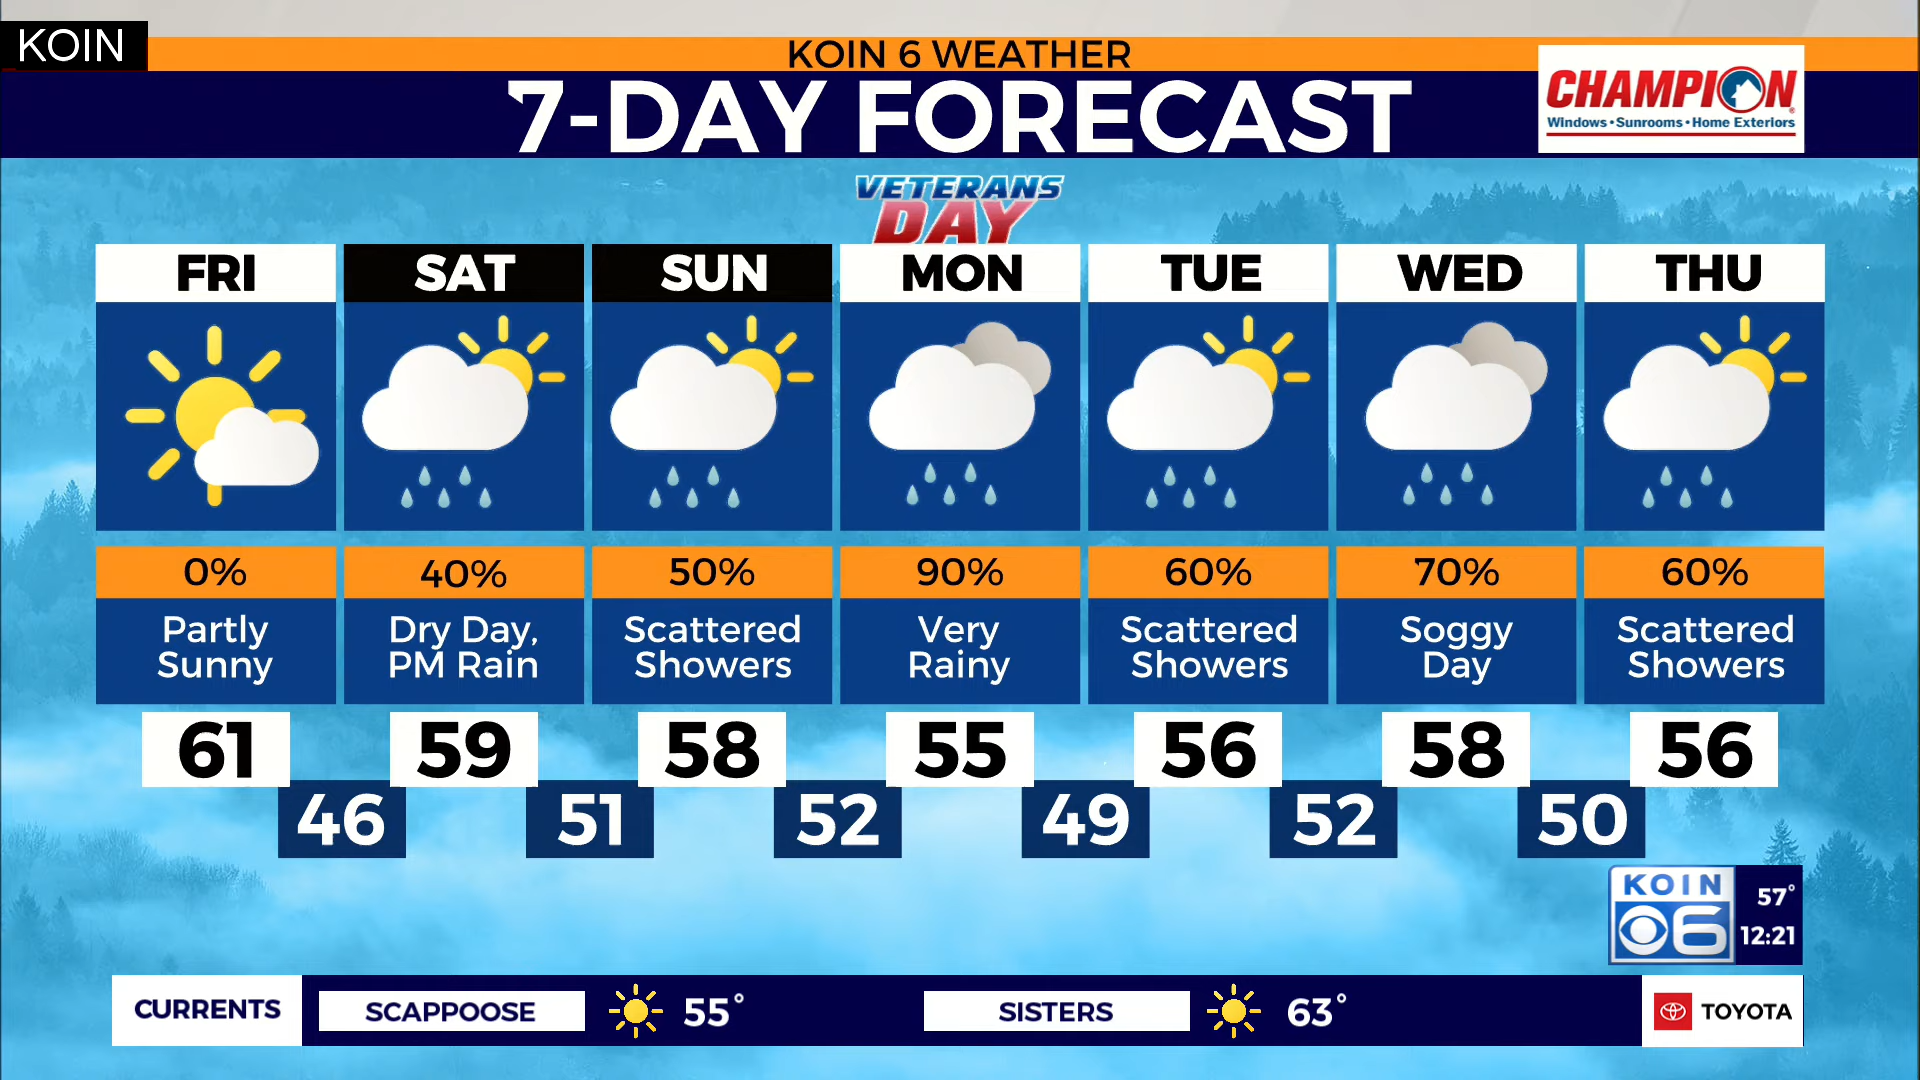 KOIN
KOIN 6 WEATHER
7-DAY FORECAST
CHAMPION
Windows • Sunrooms • Home Exteriors
VETERANS
DAY
FRI SAT SUN MON TUE WED THU
0% 40% 50% 90% 60% 70% 60%
Partly Sunny
Dry Day, PM Rain
Scattered Showers
Very Rainy
Scattered Showers
Soggy Day
Scattered Showers
61 59 58 55 56 58 56
46 51 52 49 52 50
KOIN
6
57°
12:21
CURRENTS SCAPPOOSE 55° SISTERS 63° TOYOTA